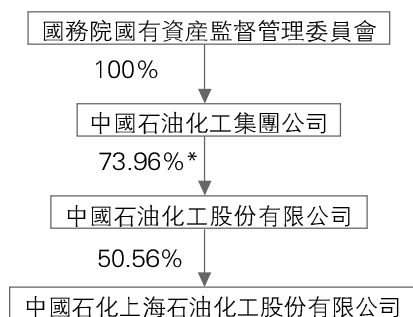 國務院國有資産監督管理委員會
100%
中國石油化工集團公司
73.96%*
中國石油化工股份有限公司
50.56%
中國石化上海石油化工股份有限公司